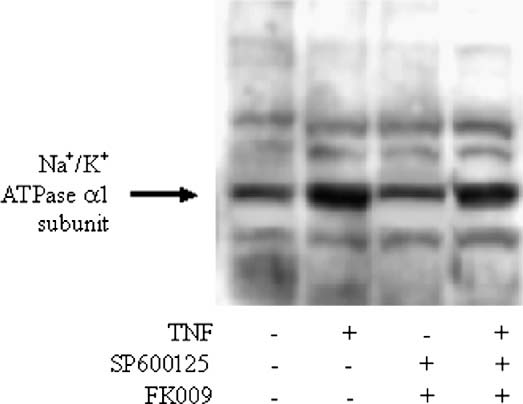 Na⁺/K⁺
ATPase α1
subunit
TNF - + - +
SP600125 - - + +
FK009 - - + +